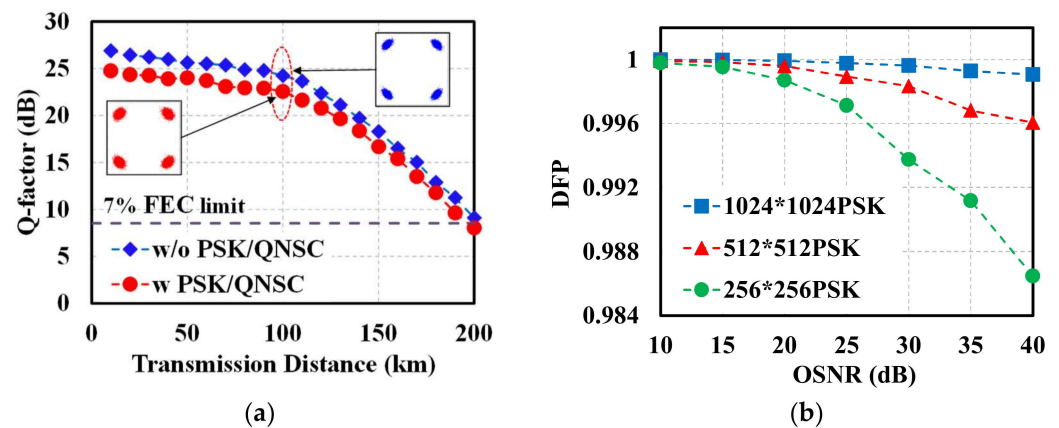 30
25
20
15
10
5
0
Q-factor (dB)
7% FEC limit
w/o PSK/QNSC
w PSK/QNSC
0 50 100 150 200
Transmission Distance (km)
(a)
1
0.996
0.992
0.988
0.984
DFP
1024*1024PSK
512*512PSK
256*256PSK
10 15 20 25 30 35 40
OSNR (dB)
(b)